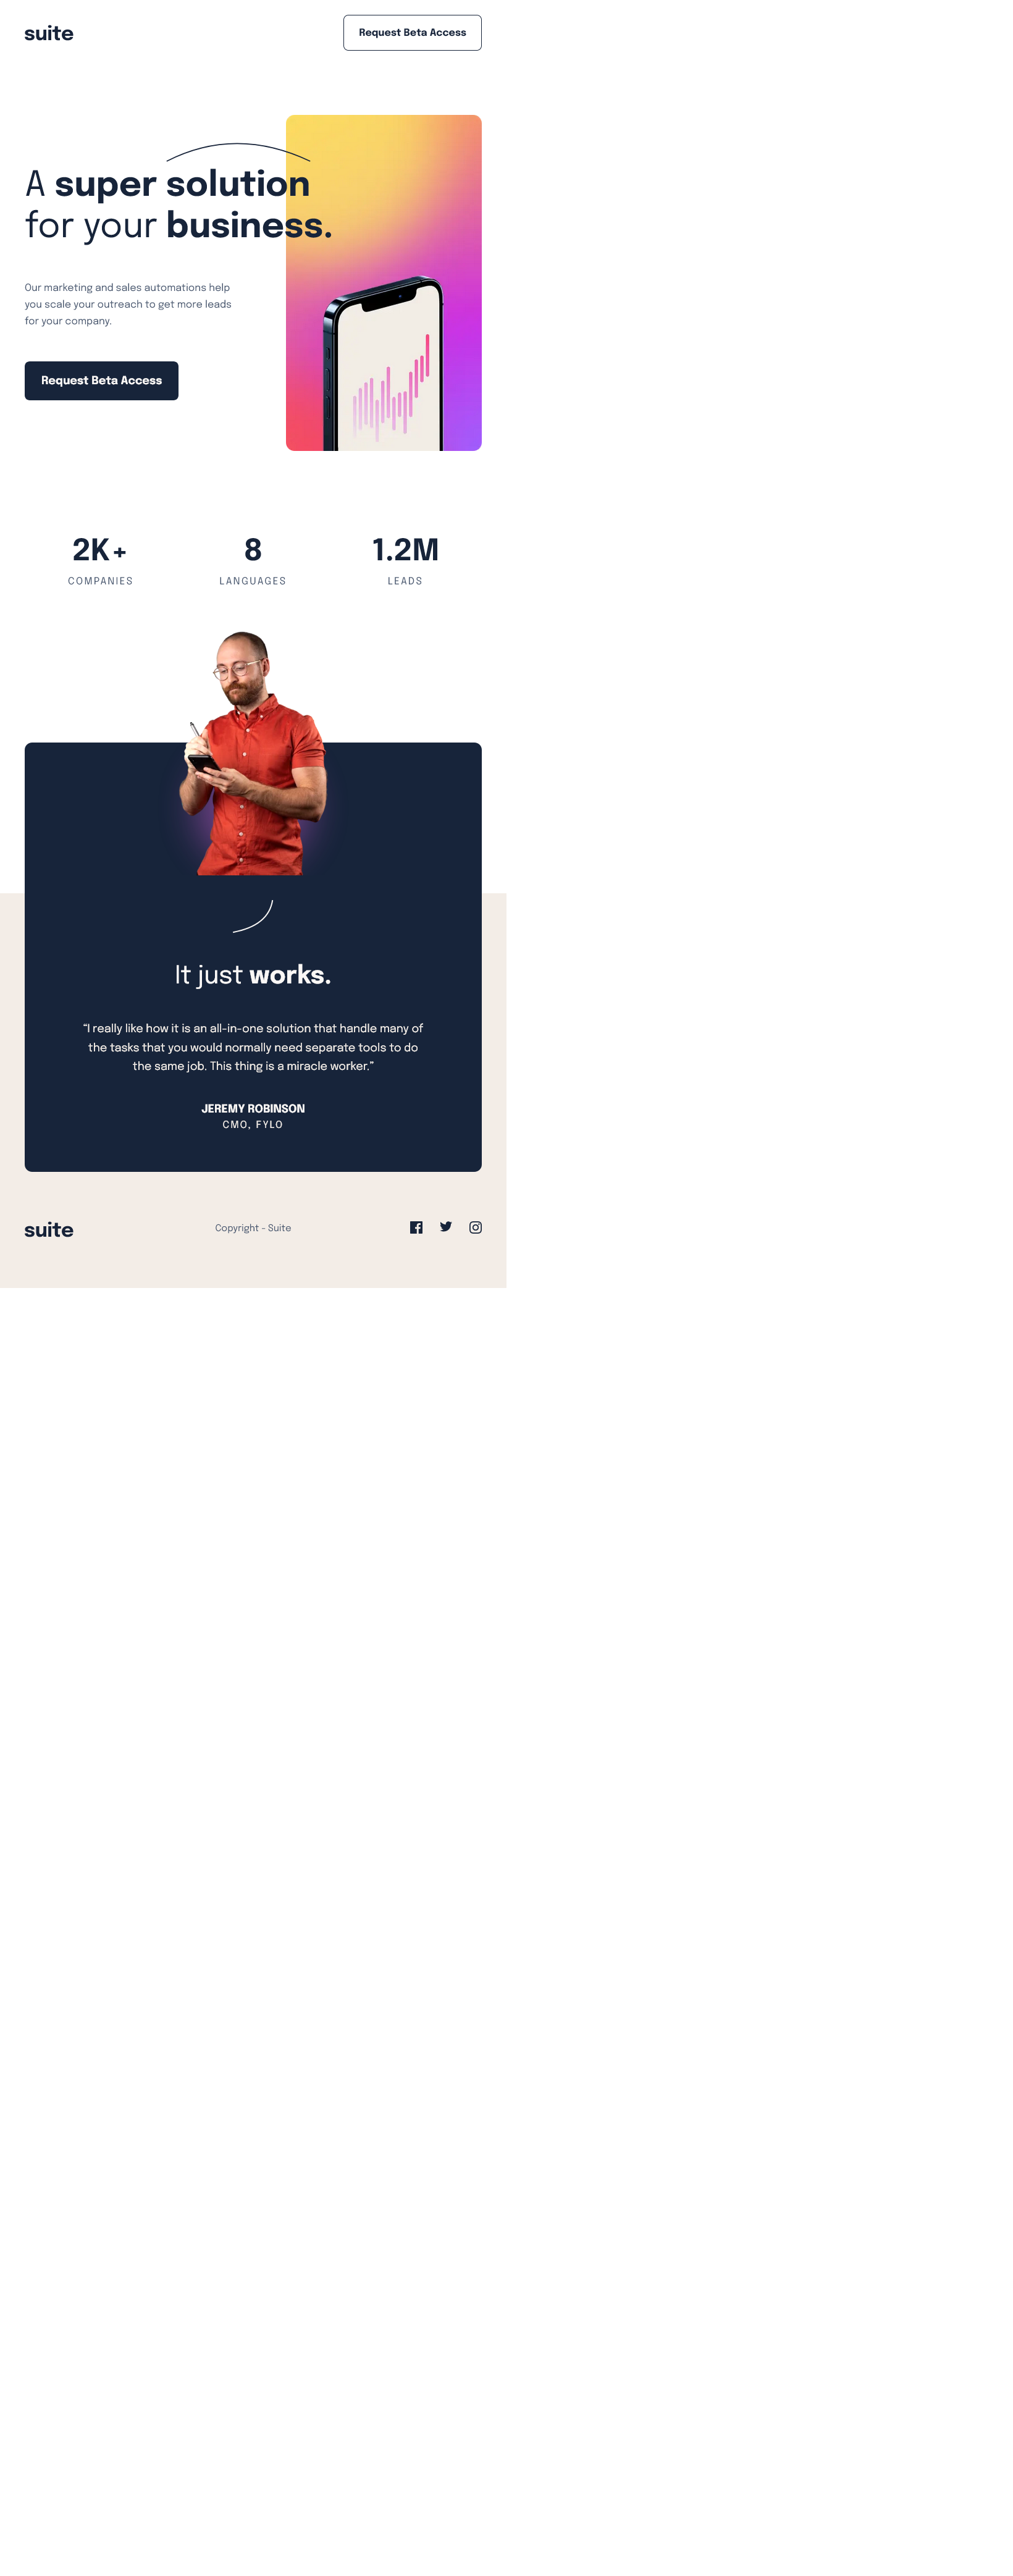 suite
Request Beta Access
A super solution
for your business.
Our marketing and sales automations help
you scale your outreach to get more leads
for your company.
Request Beta Access
2K+
COMPANIES
8
LANGUAGES
1.2M
LEADS
It just works.
“I really like how it is an all-in-one solution that handle many of
the tasks that you would normally need separate tools to do
the same job. This thing is a miracle worker.”
JEREMY ROBINSON
CMO, FYLO
suite
Copyright - Suite